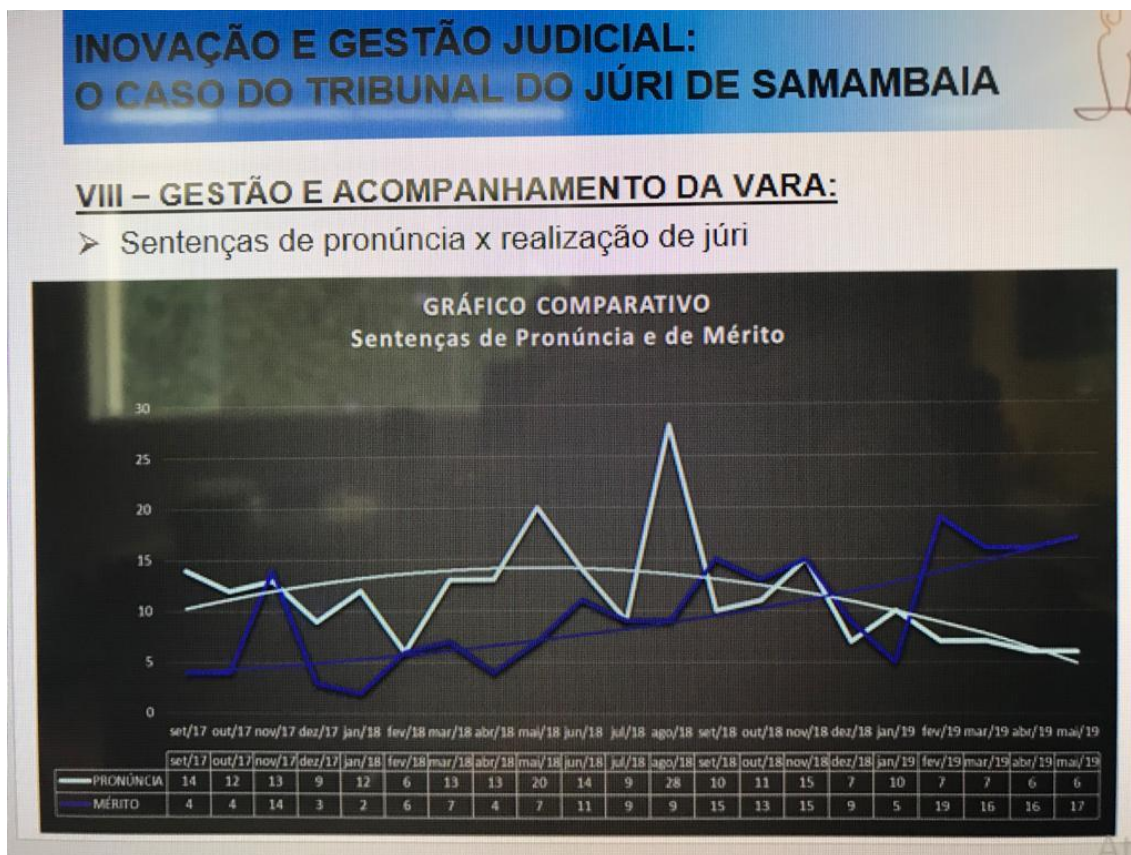 INOVAÇÃO E GESTÃO JUDICIAL:
O CASO DO TRIBUNAL DO JÚRI DE SAMAMBAIA
VIII – GESTÃO E ACOMPANHAMENTO DA VARA:
➢ Sentenças de pronúncia x realização de júri
GRÁFICO COMPARATIVO
Sentenças de Pronúncia e de Mérito
30
25
20
15
10
5
0
set/17 out/17 nov/17 dez/17 jan/18 fev/18 mar/18 abr/18 mai/18 jun/18 jul/18 ago/18 set/18 out/18 nov/18 dez/18 jan/19 fev/19 mar/19 abr/19 mai/19
set/17 out/17 nov/17 dez/17 jan/18 fev/18 mar/18 abr/18 mai/18 jun/18 jul/18 ago/18 set/18 out/18 nov/18 dez/18 jan/19 fev/19 mar/19 abr/19 mai/19
PRONÚNCIA 14 12 13 9 12 6 13 13 20 14 9 28 10 11 15 7 10 7 7 6 6
MÉRITO 4 4 14 3 2 6 7 4 7 11 9 9 15 13 15 9 5 19 16 16 17